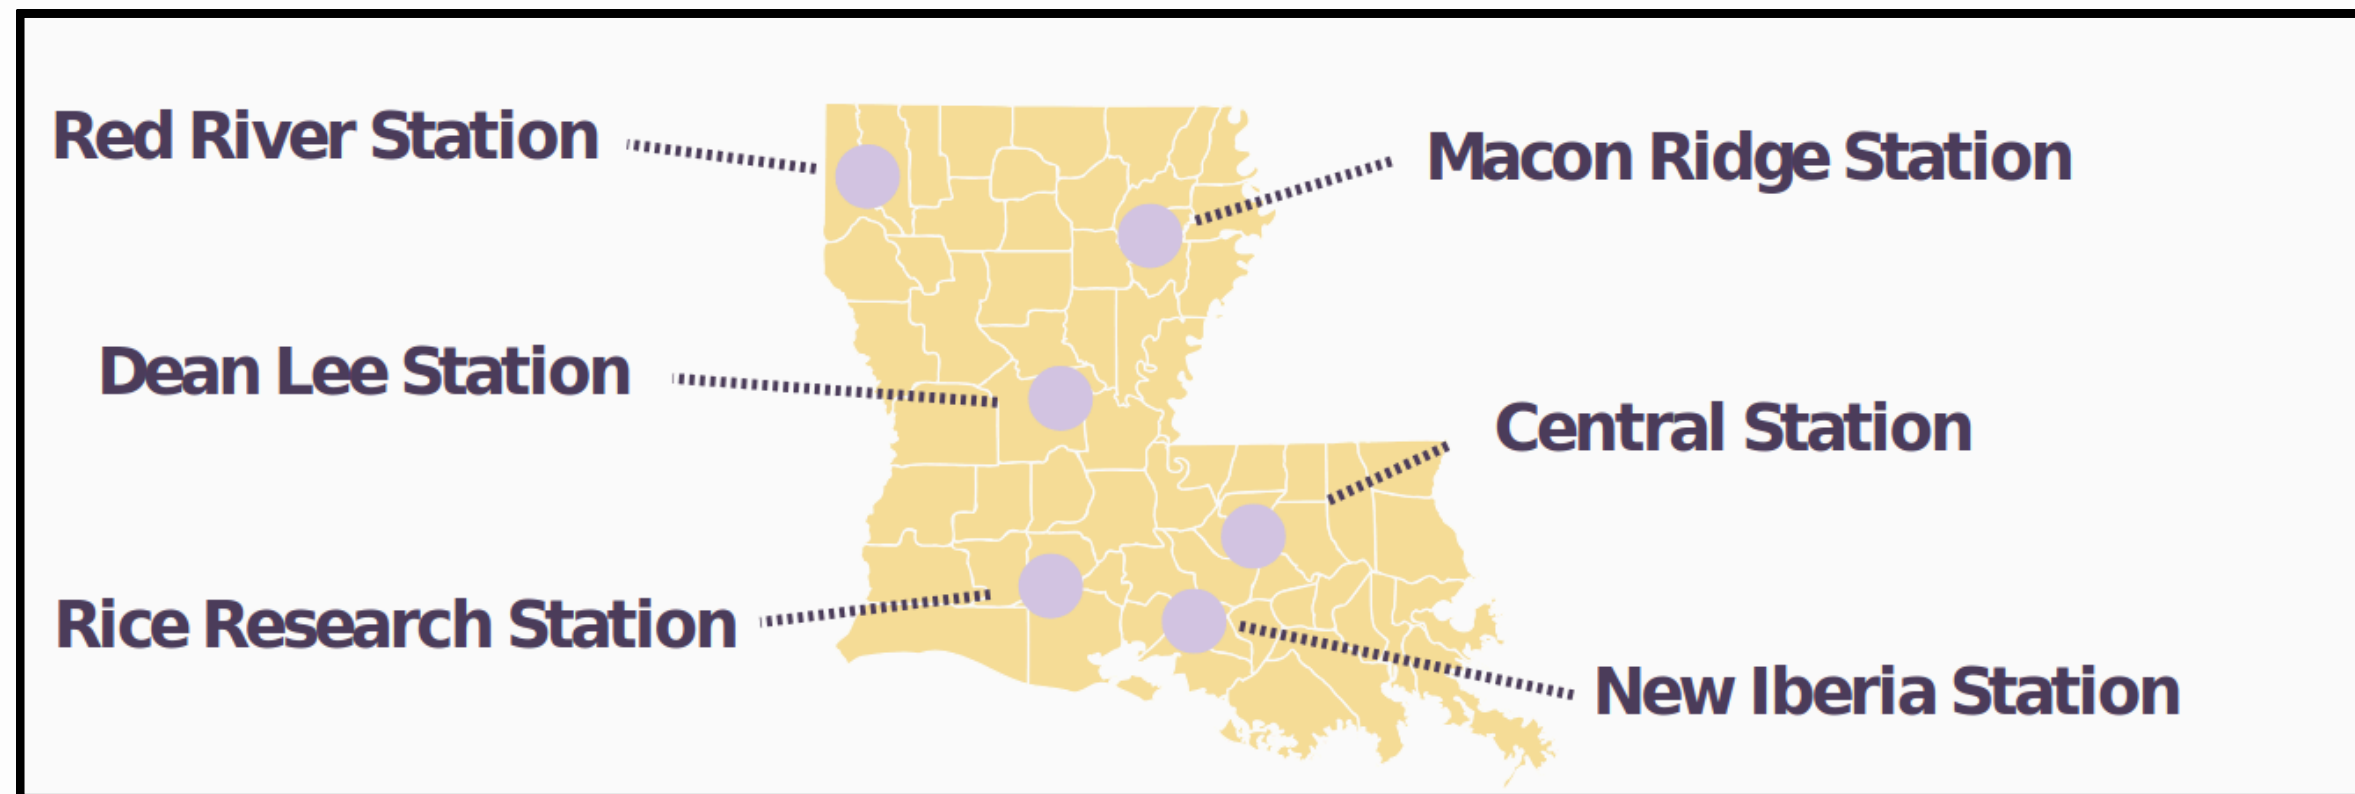 Red River Station
Macon Ridge Station
Dean Lee Station
Central Station
Rice Research Station
New Iberia Station